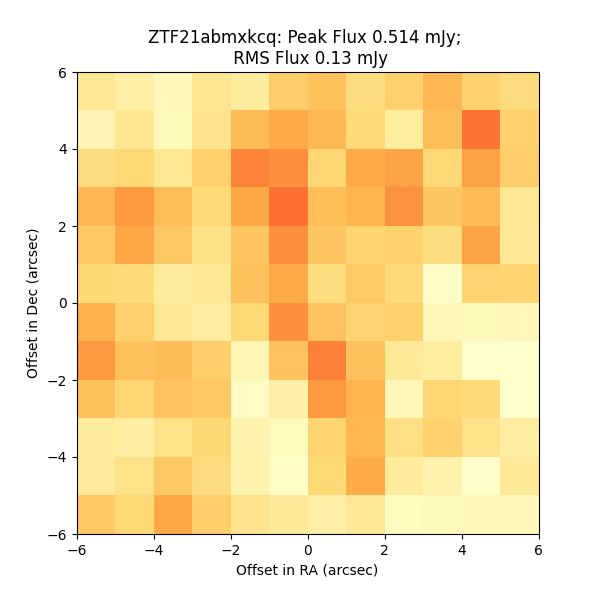 ZTF21abmxkcq: Peak Flux 0.514 mJy;
RMS Flux 0.13 mJy
6
4
2
0
−2
−4
−6
Offset in Dec (arcsec)
−6 −4 −2 0 2 4 6
Offset in RA (arcsec)